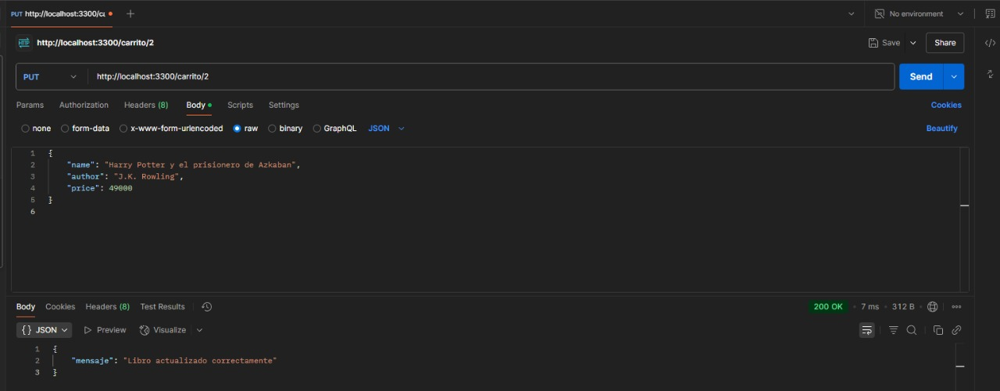 PUT http://localhost:3300/ca
No environment
HTTP http://localhost:3300/carrito/2
Save
Share
PUT
http://localhost:3300/carrito/2
Send
Params Authorization Headers (8) Body Scripts Settings
Cookies
none form-data x-www-form-urlencoded raw binary GraphQL JSON
Beautify
1 {
2 "name": "Harry Potter y el prisionero de Azkaban",
3 "author": "J.K. Rowling",
4 "price": 49000
5 }
6
Body Cookies Headers (8) Test Results
200 OK • 7 ms • 312 B
{} JSON Preview Visualize
1 {
2 "mensaje": "Libro actualizado correctamente"
3 }